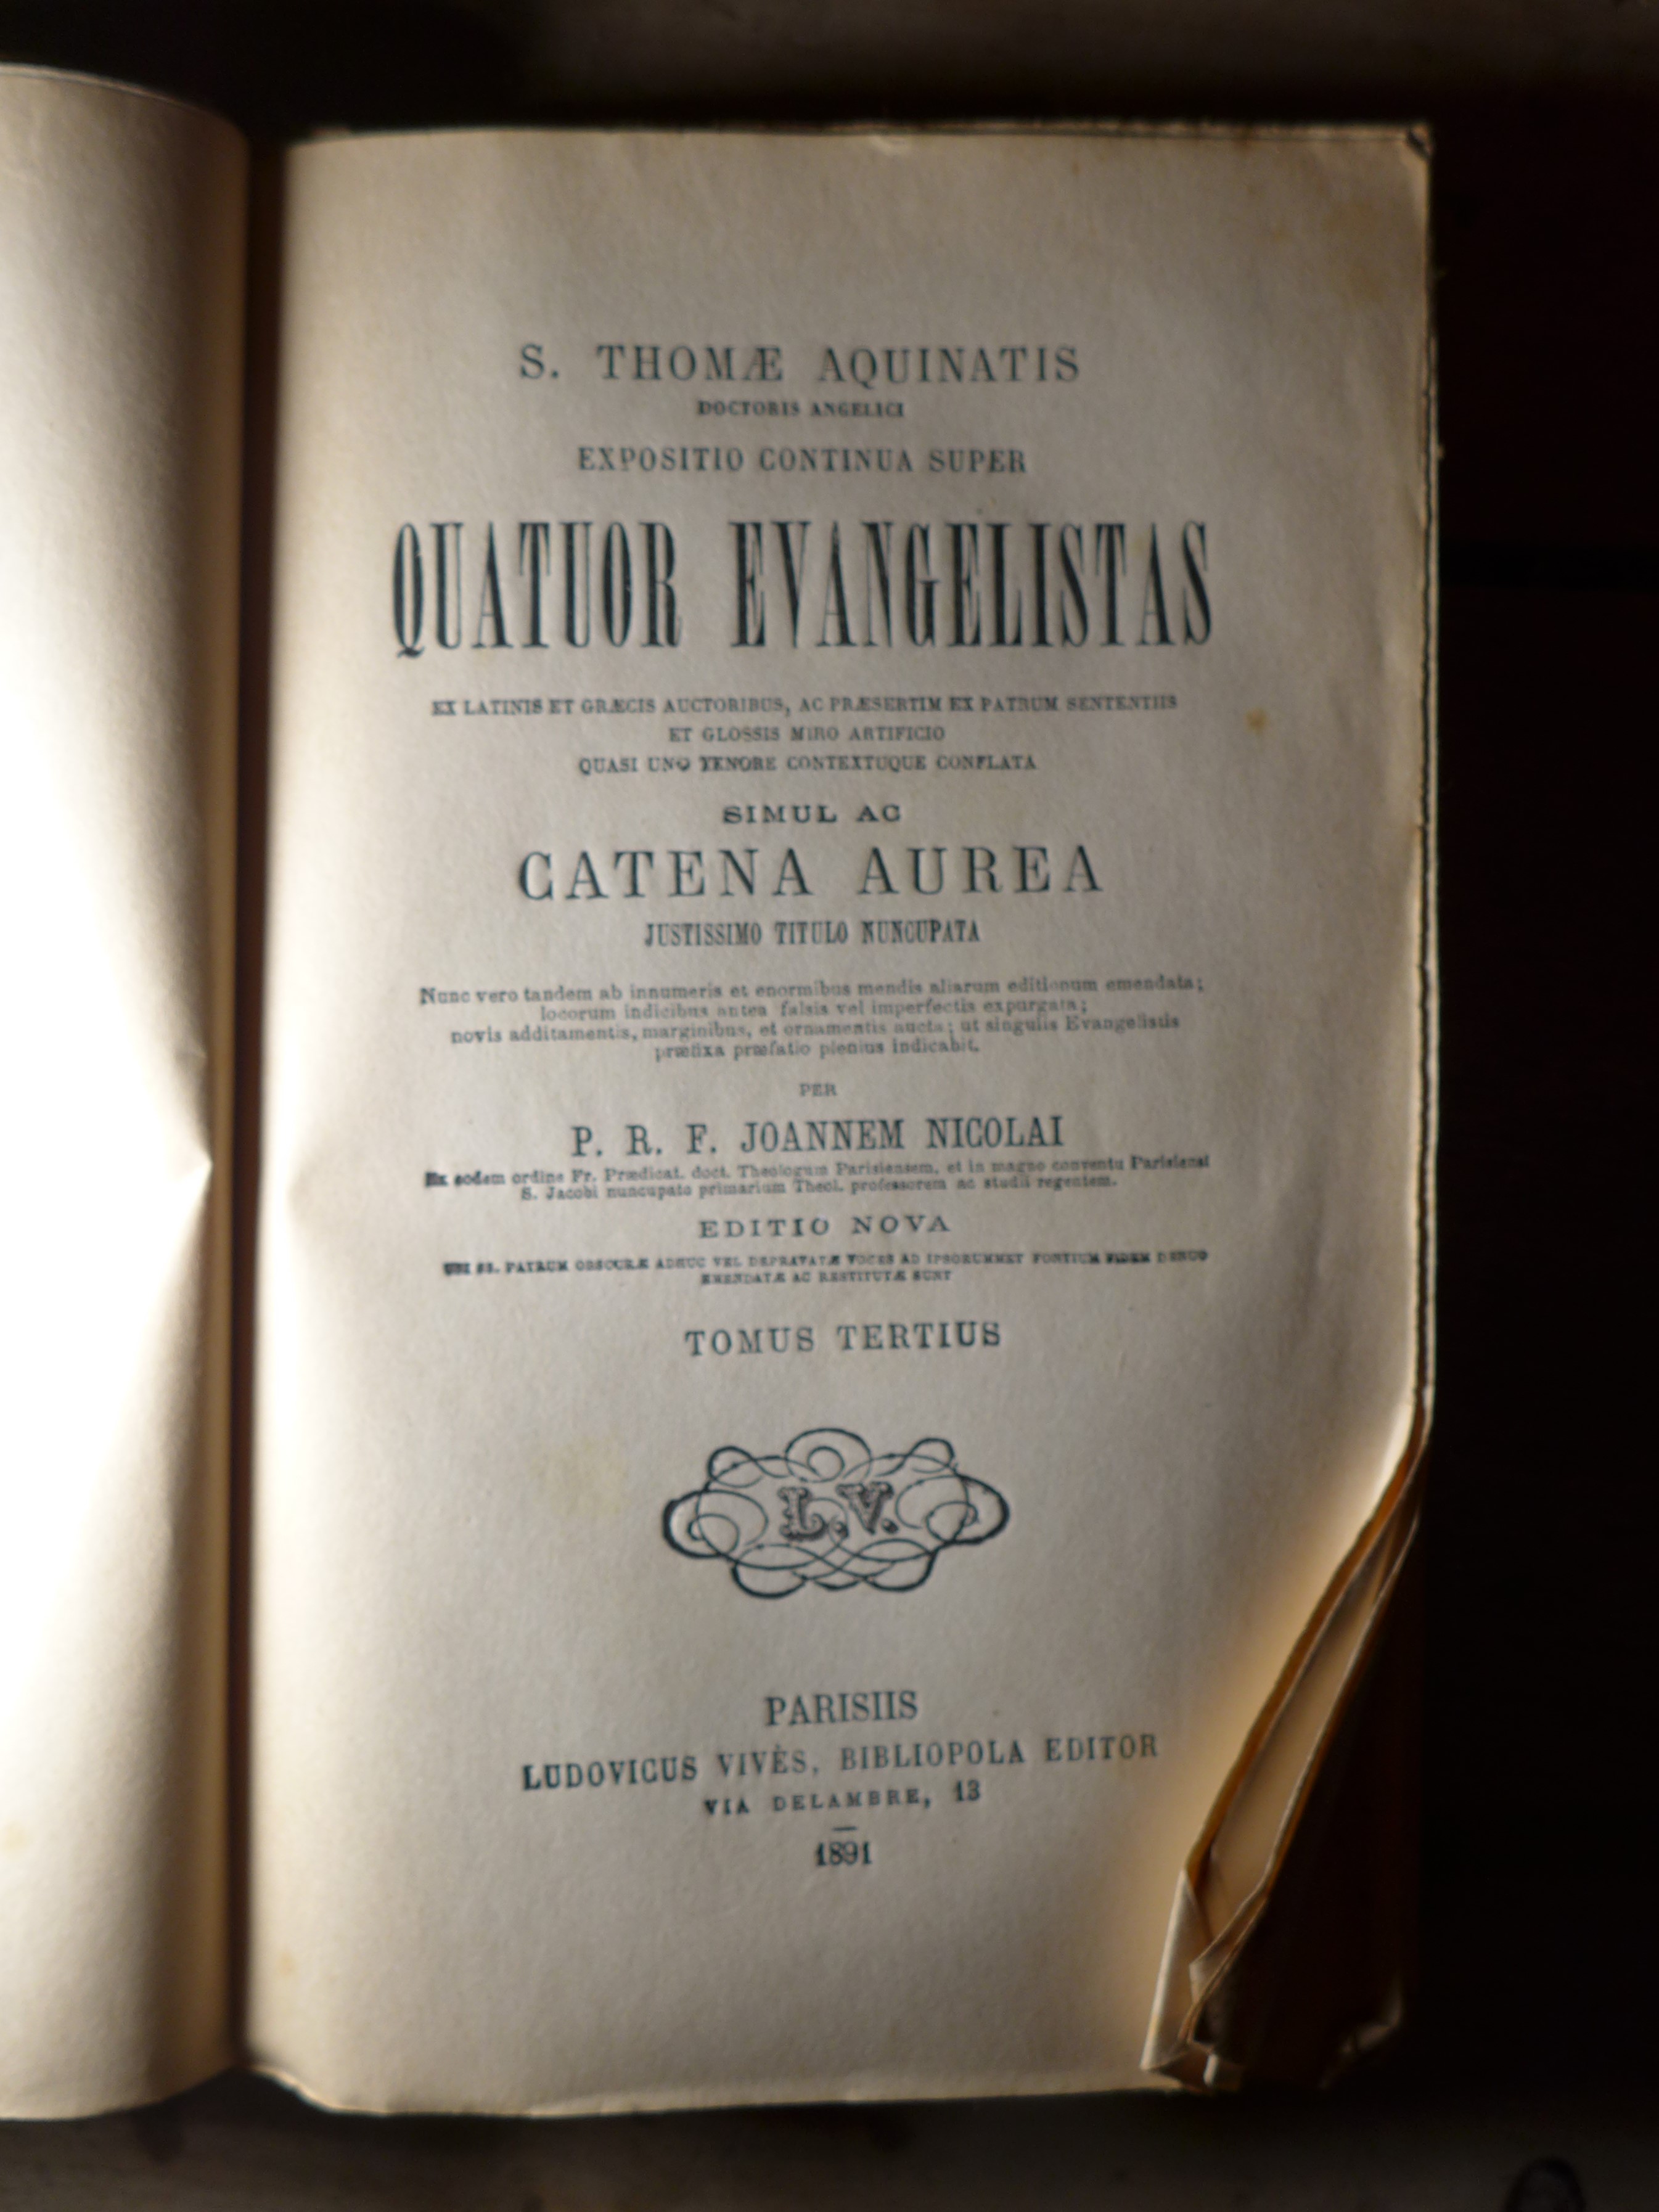 S. THOMÆ AQUINATIS
DOCTORIS ANGELICI
EXPOSITIO CONTINUA SUPER
QUATUOR EVANGELISTAS
EX LATINIS ET GRÆCIS AUCTORIBUS, AC PRÆSERTIM EX PATRUM SENTENTIIS
ET GLOSSIS MIRO ARTIFICIO
QUASI UNO TENORE CONTEXTUQUE CONFLATA
SIMUL AC
CATENA AUREA
JUSTISSIMO TITULO NUNCUPATA
Nunc vero tandem ab innumeris et enormibus mendis aliarum editionum emendata;
locorum indicibus antea falsis vel imperfectis expurgata;
novis additamentis, marginibus, et ornamentis aucta; ut singulis Evangelistis
præfixa præfatio plenius indicabit.
PER
P. R. F. JOANNEM NICOLAI
Ex eodem ordine Fr. Prædicat. doct. Theologum Parisiensem, et in magno conventu Parisiensi
S. Jacobi nuncupato primarium Theol. professorem ac studii regentem.
EDITIO NOVA
UBI SS. PATRUM OBSCURÆ ADHUC VEL DEPRAVATÆ VOCES AD IPSORUMMET FONTIUM FIDEM DENUO
EMENDATÆ AC RESTITUTÆ SUNT
TOMUS TERTIUS
L.V.
PARISIIS
LUDOVICUS VIVÈS, BIBLIOPOLA EDITOR
VIA DELAMBRE, 13
1891